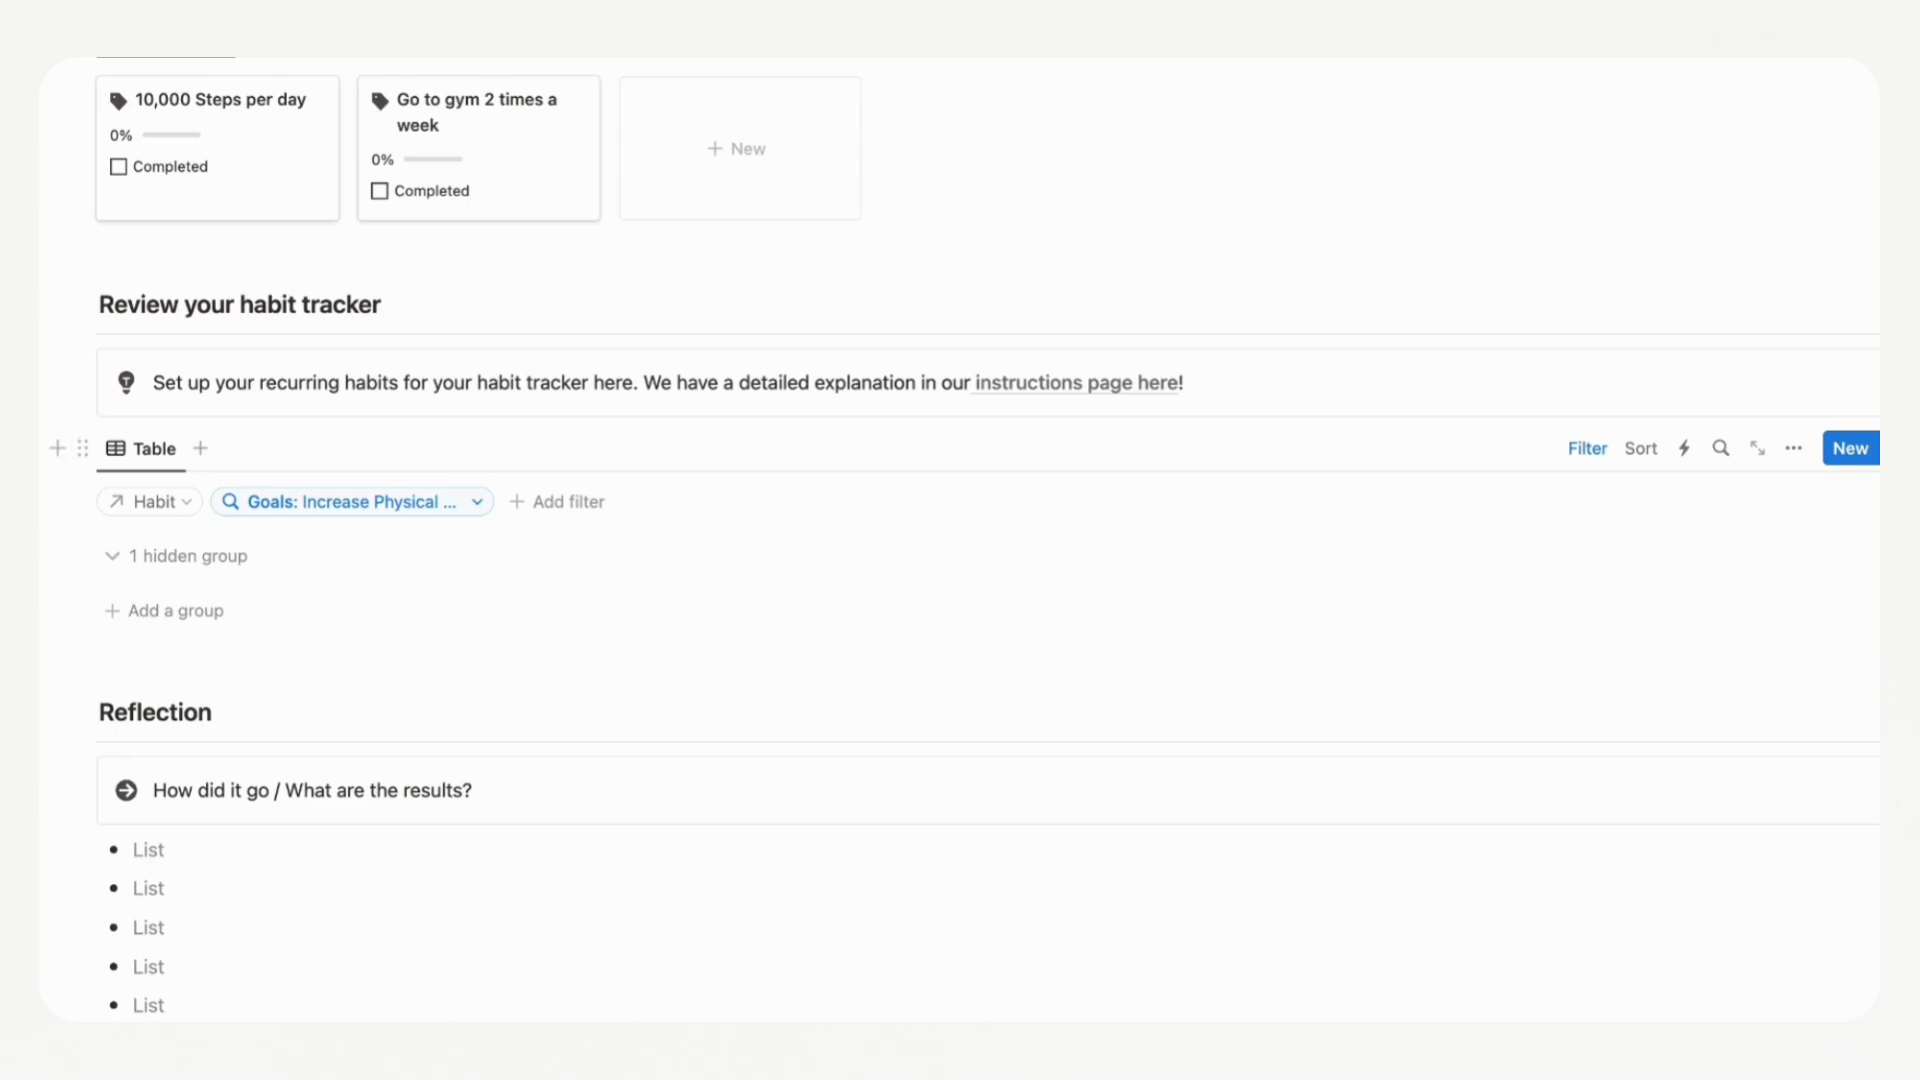 10,000 Steps per day
0%
Completed
Go to gym 2 times a
week
0%
Completed
New
Review your habit tracker
Set up your recurring habits for your habit tracker here. We have a detailed explanation in our instructions page here!
Table
Filter Sort New
Habit Goals: Increase Physical ... Add filter
1 hidden group
Add a group
Reflection
How did it go / What are the results?
List
List
List
List
List